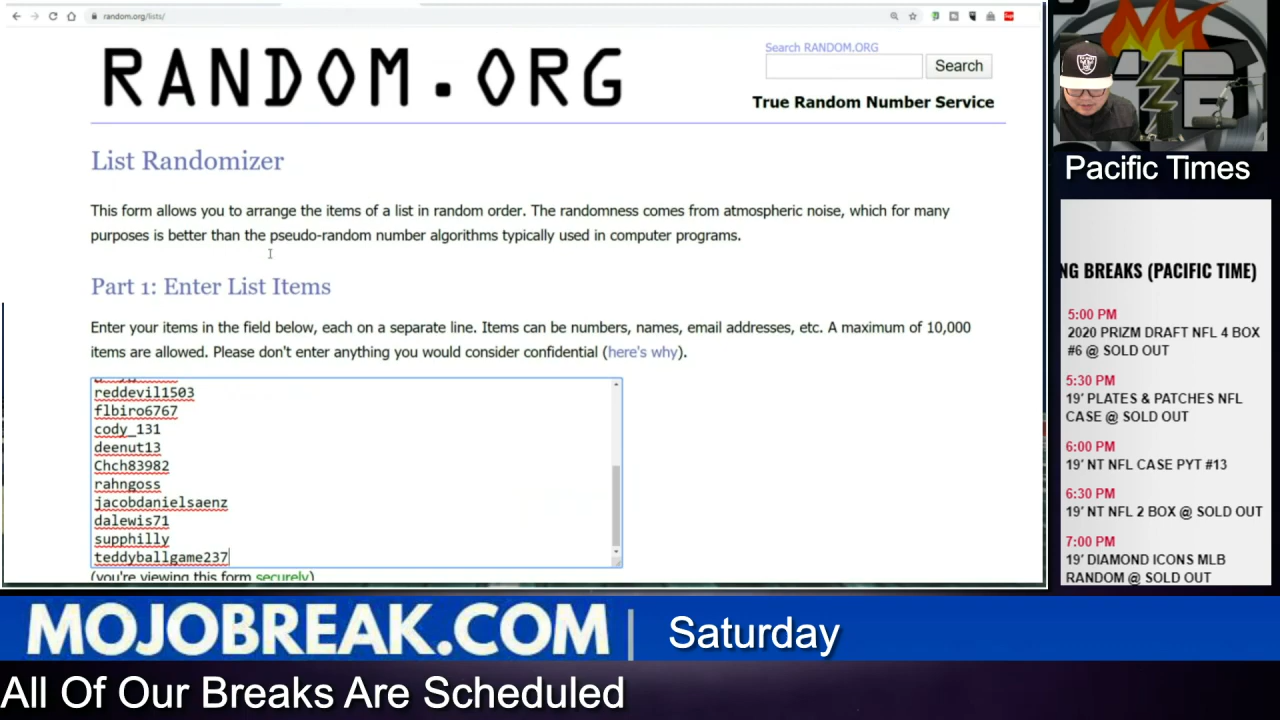 random.org/lists/
RANDOM.ORG
Search RANDOM.ORG
Search
True Random Number Service
List Randomizer
This form allows you to arrange the items of a list in random order. The randomness comes from atmospheric noise, which for many
purposes is better than the pseudo-random number algorithms typically used in computer programs.
Part 1: Enter List Items
Enter your items in the field below, each on a separate line. Items can be numbers, names, email addresses, etc. A maximum of 10,000
items are allowed. Please don't enter anything you would consider confidential (here's why).
reddevil1503
flbiro6767
cody_131
deenut13
Chch83982
rahngoss
jacobdanielsaenz
dalewis71
supphilly
teddyballgame237
(you're viewing this form securely)
Pacific Times
NG BREAKS (PACIFIC TIME)
5:00 PM
2020 PRIZM DRAFT NFL 4 BOX
#6 @ SOLD OUT
5:30 PM
19' PLATES & PATCHES NFL
CASE @ SOLD OUT
6:00 PM
19' NT NFL CASE PYT #13
6:30 PM
19' NT NFL 2 BOX @ SOLD OUT
7:00 PM
19' DIAMOND ICONS MLB
RANDOM @ SOLD OUT
MOJOBREAK.COM
Saturday
All Of Our Breaks Are Scheduled